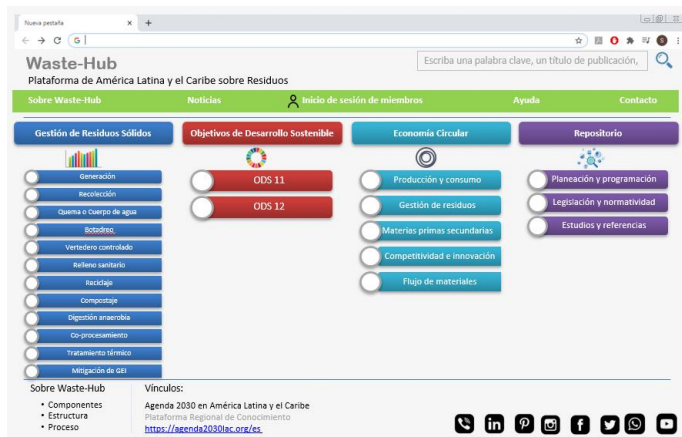 Nueva pestaña
G
S
Waste-Hub
Escriba una palabra clave, un título de publicación,
Plataforma de América Latina y el Caribe sobre Residuos
Sobre Waste-Hub Noticias Inicio de sesión de miembros Ayuda Contacto
Gestión de Residuos Sólidos
Generación
Recolección
Quema o Cuerpo de agua
Botadreo
Vertedero controlado
Relleno sanitario
Reciclaje
Compostaje
Digestión anaerobia
Co-procesamiento
Tratamiento térmico
Mitigación de GEI
Objetivos de Desarrollo Sostenible
ODS 11
ODS 12
Economía Circular
Producción y consumo
Gestión de residuos
Materias primas secundarias
Competitividad e innovación
Flujo de materiales
Repositorio
Planeación y programación
Legislación y normatividad
Estudios y referencias
Sobre Waste-Hub
• Componentes
• Estructura
• Proceso
Vínculos:
Agenda 2030 en América Latina y el Caribe
Plataforma Regional de Conocimiento
https://agenda2030lac.org/es